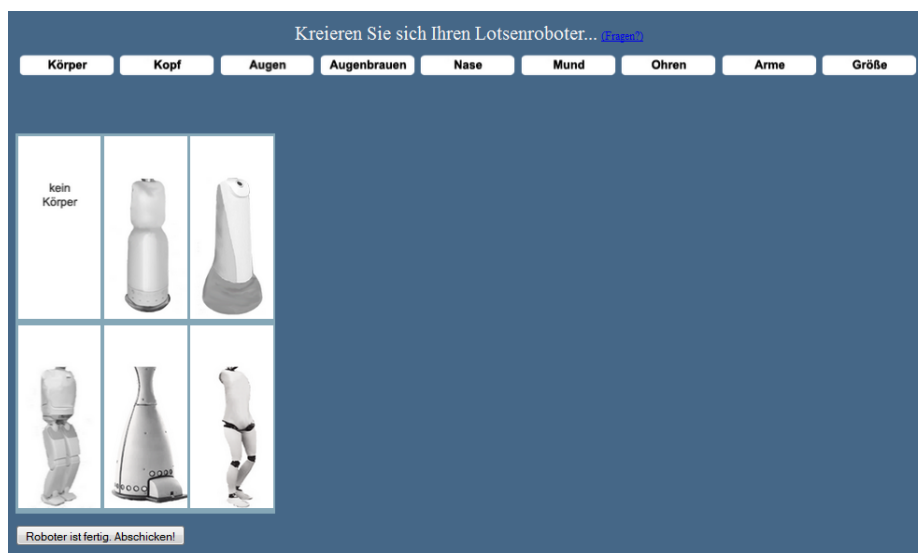 Kreieren Sie sich Ihren Lotsenroboter... (Fragen?)
Körper Kopf Augen Augenbrauen Nase Mund Ohren Arme Größe
kein
Körper
Roboter ist fertig. Abschicken!